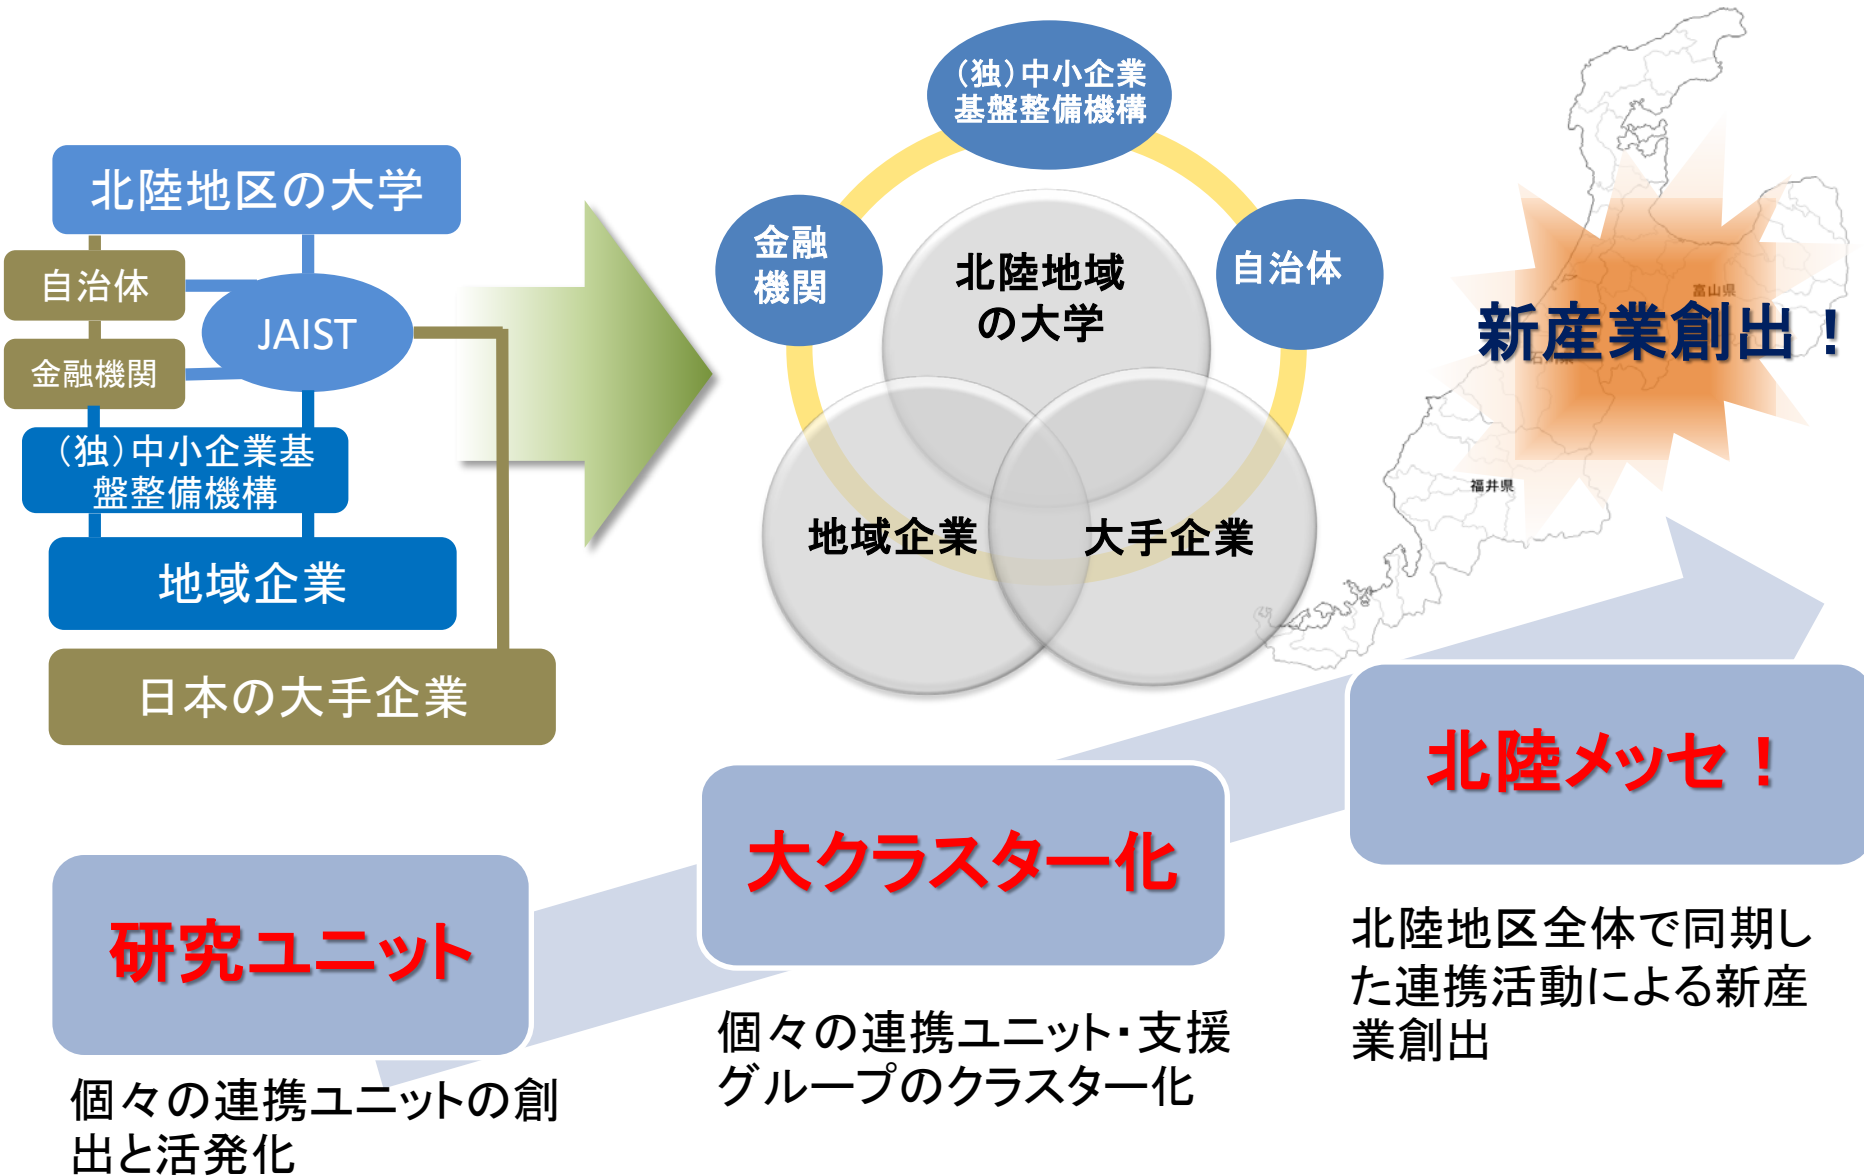 北陸地区の大学
自治体
金融機関
JAIST
（独）中小企業基
盤整備機構
地域企業
日本の大手企業
（独）中小企業
基盤整備機構
金融
機関
自治体
北陸地域
の大学
地域企業
大手企業
富山県
新産業創出！
石川県
福井県
研究ユニット
個々の連携ユニットの創
出と活発化
大クラスター化
個々の連携ユニット・支援
グループのクラスター化
北陸メッセ！
北陸地区全体で同期し
た連携活動による新産
業創出